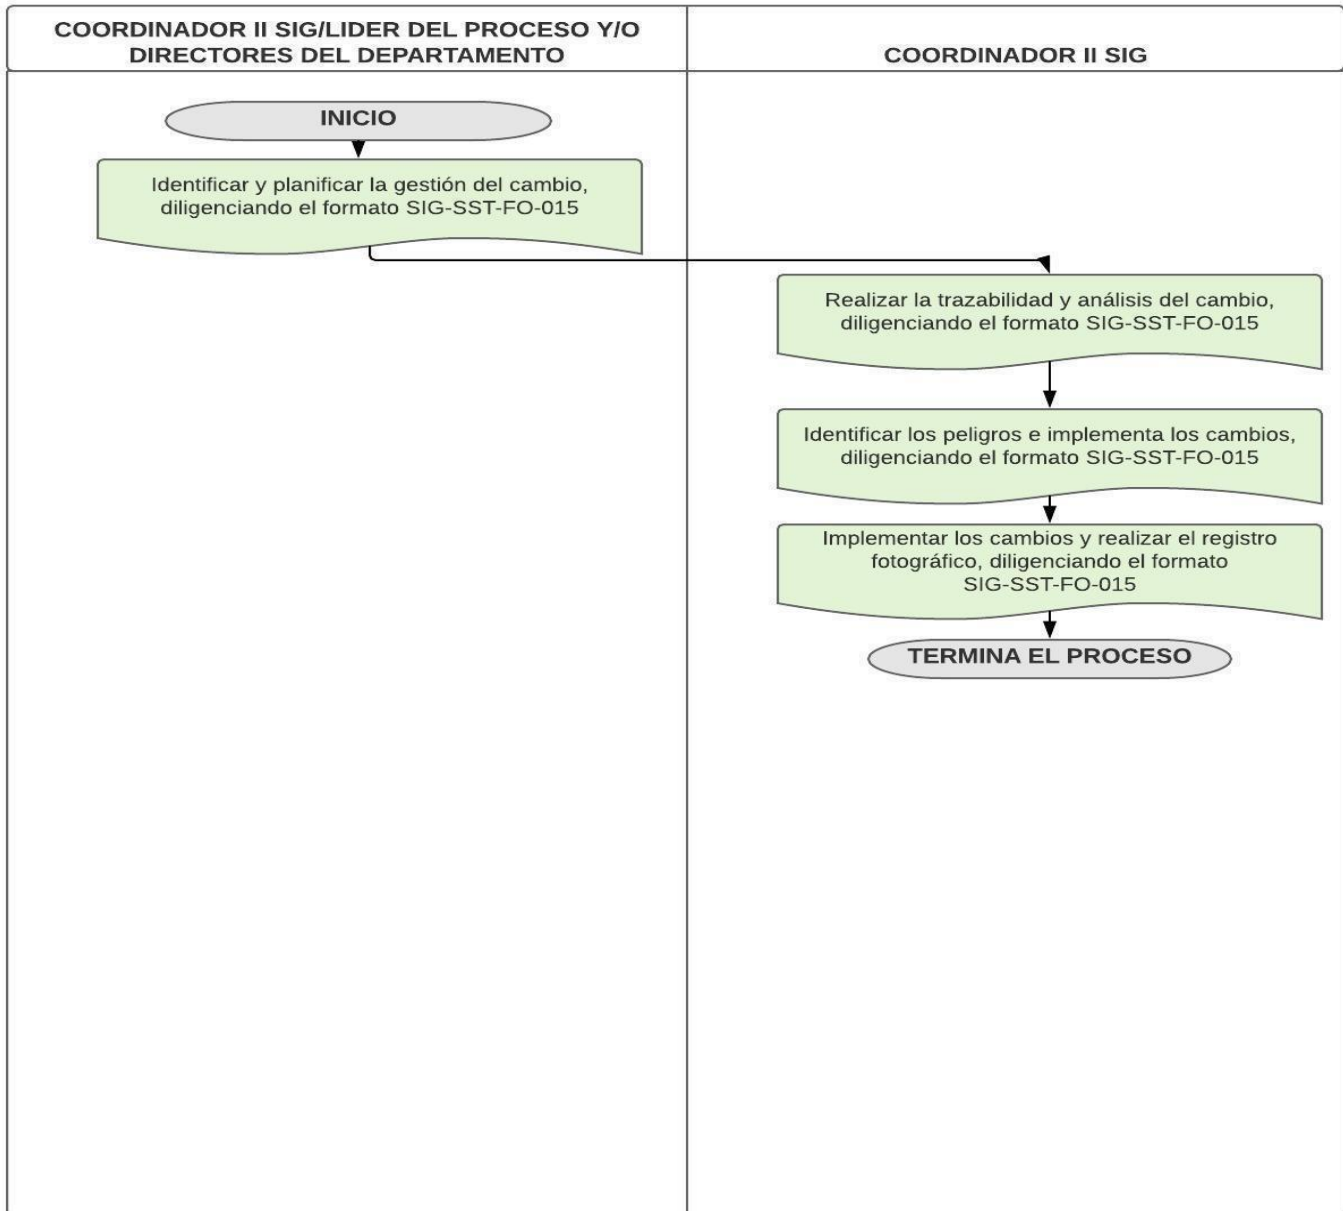 COORDINADOR II SIG/LIDER DEL PROCESO Y/O
DIRECTORES DEL DEPARTAMENTO
COORDINADOR II SIG
INICIO
Identificar y planificar la gestión del cambio,
diligenciando el formato SIG-SST-FO-015
Realizar la trazabilidad y análisis del cambio,
diligenciando el formato SIG-SST-FO-015
Identificar los peligros e implementa los cambios,
diligenciando el formato SIG-SST-FO-015
Implementar los cambios y realizar el registro
fotográfico, diligenciando el formato
SIG-SST-FO-015
TERMINA EL PROCESO